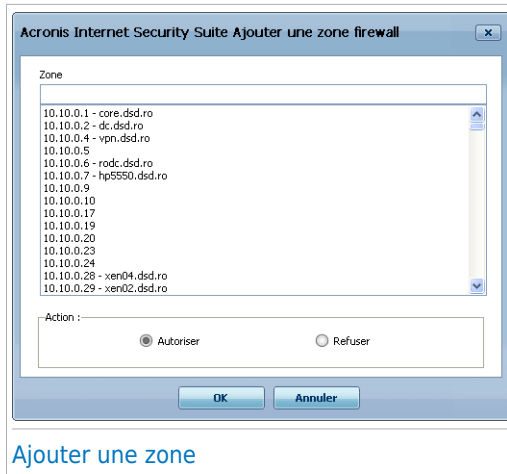 Acronis Internet Security Suite Ajouter une zone firewall
Zone
10.10.0.1 - core.dsd.ro
10.10.0.2 - dc.dsd.ro
10.10.0.4 - vpn.dsd.ro
10.10.0.5
10.10.0.6 - rodc.dsd.ro
10.10.0.7 - hp5550.dsd.ro
10.10.0.9
10.10.0.10
10.10.0.17
10.10.0.19
10.10.0.20
10.10.0.23
10.10.0.24
10.10.0.28 - xen04.dsd.ro
10.10.0.29 - xen02.dsd.ro
Action :
Autoriser Refuser
OK Annuler
Ajouter une zone